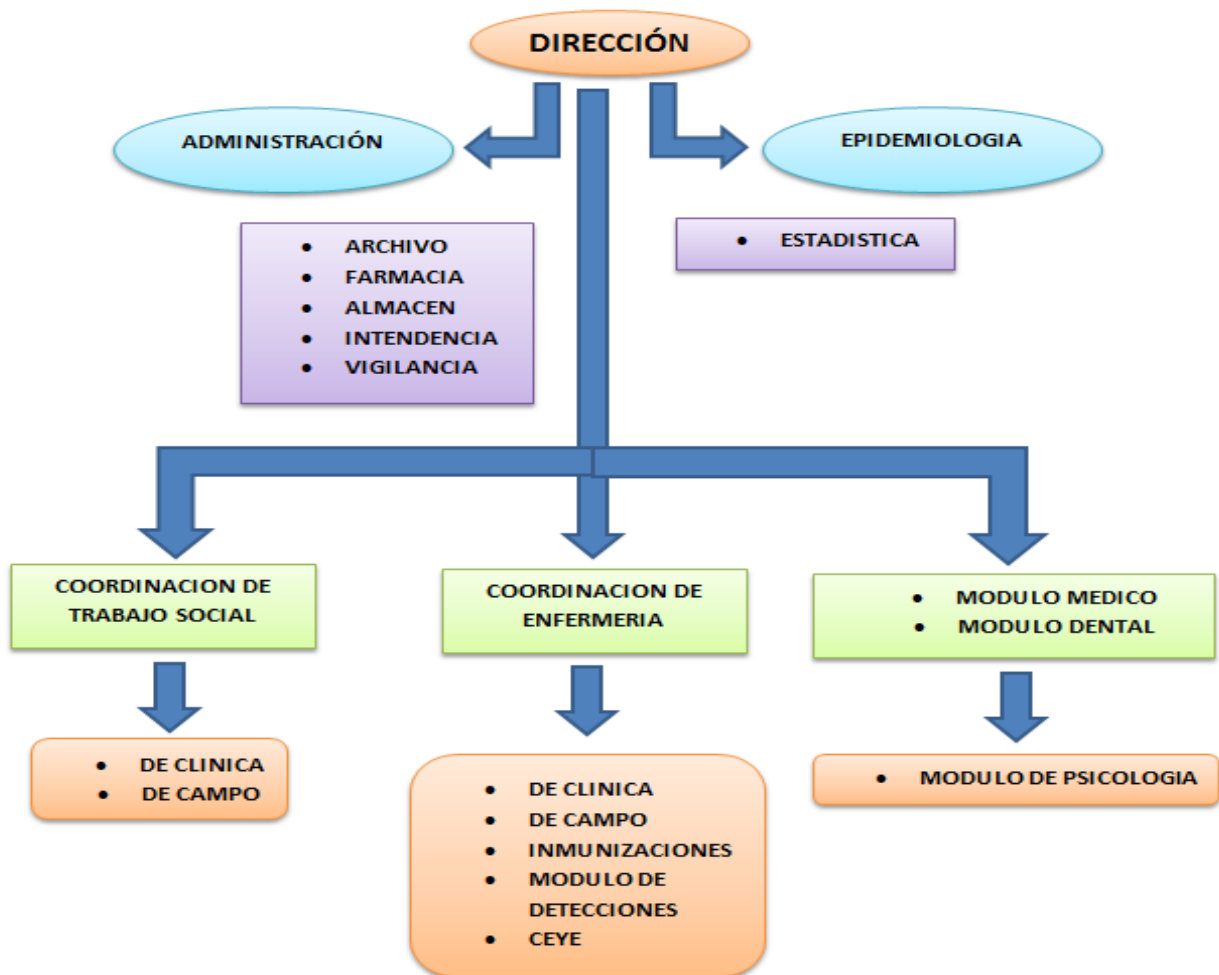 DIRECCIÓN
ADMINISTRACIÓN
EPIDEMIOLOGIA
• ARCHIVO
• FARMACIA
• ALMACEN
• INTENDENCIA
• VIGILANCIA
• ESTADISTICA
COORDINACION DE
TRABAJO SOCIAL
COORDINACION DE
ENFERMERIA
• MODULO MEDICO
• MODULO DENTAL
• DE CLINICA
• DE CAMPO
• DE CLINICA
• DE CAMPO
• INMUNIZACIONES
• MODULO DE
DETECCIONES
• CEYE
• MODULO DE PSICOLOGIA